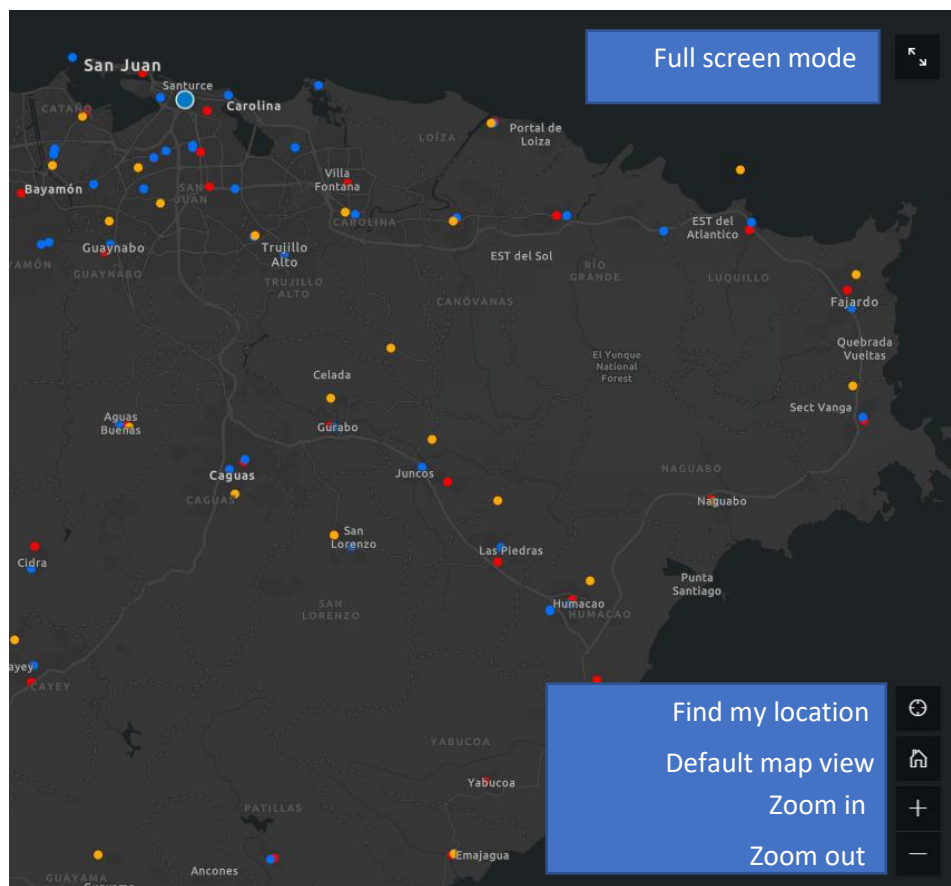 Full screen mode
San Juan
Santurce
Carolina
CATAÑO
LOÍZA
Portal de
Loiza
Villa
Fontana
Bayamón
SAN
JUAN
CAROLINA
EST del
Atlantico
Guaynabo
Trujillo
Alto
EST del Sol
YAMÓN
GUAYNABO
TRUJILLO
ALTO
RÍO
GRANDE
LUQUILLO
CANÓVANAS
Fajardo
Quebrada
Vueltas
El Yunque
National
Forest
Celada
Sect Vanga
Aguas
Buenas
Gurabo
Caguas
Juncos
NAGUABO
CAGUAS
Naguabo
San
Lorenzo
Las Piedras
Cidra
Punta
Santiago
SAN
LORENZO
Humacao
HUMACAO
ayey
CAYEY
Find my location
YABUCOA
Default map view
Yabucoa
Zoom in
PATILLAS
Emajagua
Zoom out
Ancones
GUAYAMA